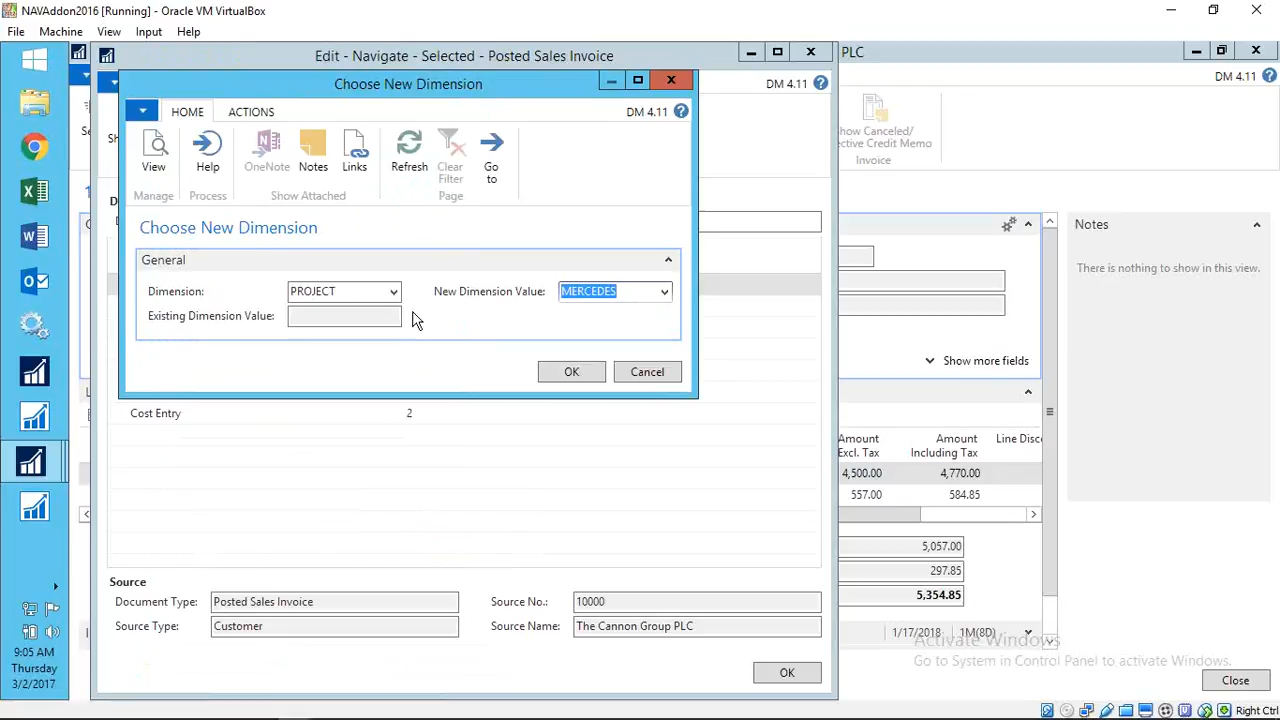 NAVAddon2016 [Running] - Oracle VM VirtualBox
File Machine View Input Help
Edit - Navigate - Selected - Posted Sales Invoice
PLC
Choose New Dimension
DM 4.11
DM 4.11
HOME ACTIONS
DM 4.11
View
Help
OneNote
Notes
Links
Refresh
Clear
Filter
Go
to
Manage
Process
Show Attached
Page
Show Canceled/
ective Credit Memo
Invoice
Choose New Dimension
General
Dimension: PROJECT
New Dimension Value: MERCEDES
Existing Dimension Value:
OK
Cancel
Cost Entry 2
Notes
There is nothing to show in this view.
Show more fields
Amount
Excl. Tax
Amount
Including Tax
Line Disco
4,500.00 4,770.00
557.00 584.85
5,057.00
297.85
5,354.85
1/17/2018 1M(8D)
Source
Document Type: Posted Sales Invoice
Source No.: 10000
Source Type: Customer
Source Name: The Cannon Group PLC
OK
Activate Windows
Go to System in Control Panel to activate Windows.
Close
9:05 AM
Thursday
3/2/2017
Right Ctrl